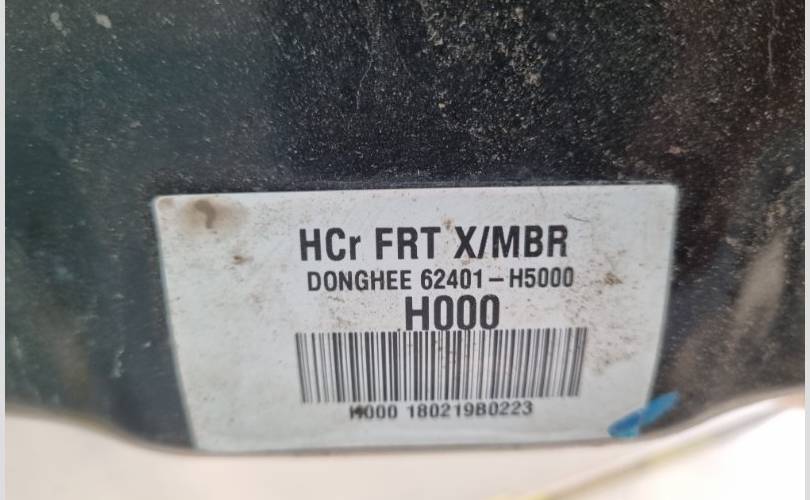 HCr FRT X/MBR
DONGHEE 62401-H5000
H000
H000 180219B0223